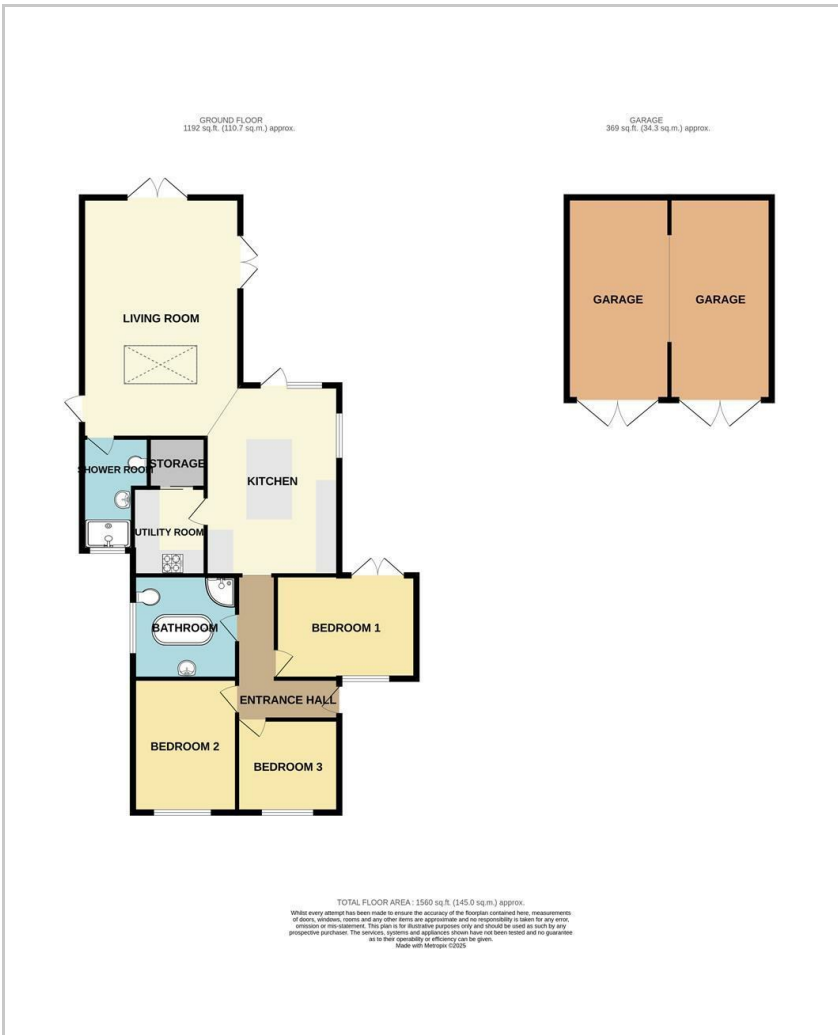 GROUND FLOOR
1192 sq.ft. (110.7 sq.m.) approx.
GARAGE
369 sq.ft. (34.3 sq.m.) approx.
LIVING ROOM
GARAGE
GARAGE
SHOWER ROOM
STORAGE
KITCHEN
UTILITY ROOM
BATHROOM
BEDROOM 1
ENTRANCE HALL
BEDROOM 2
BEDROOM 3
TOTAL FLOOR AREA : 1560 sq.ft. (145.0 sq.m.) approx.
Whilst every attempt has been made to ensure the accuracy of the floorplan contained here, measurements
of doors, windows, rooms and any other items are approximate and no responsibility is taken for any error,
omission or mis-statement. This plan is for illustrative purposes only and should be used as such by any
prospective purchaser. The services, systems and appliances shown have not been tested and no guarantee
as to their operability or efficiency can be given.
Made with Metropix ©2025